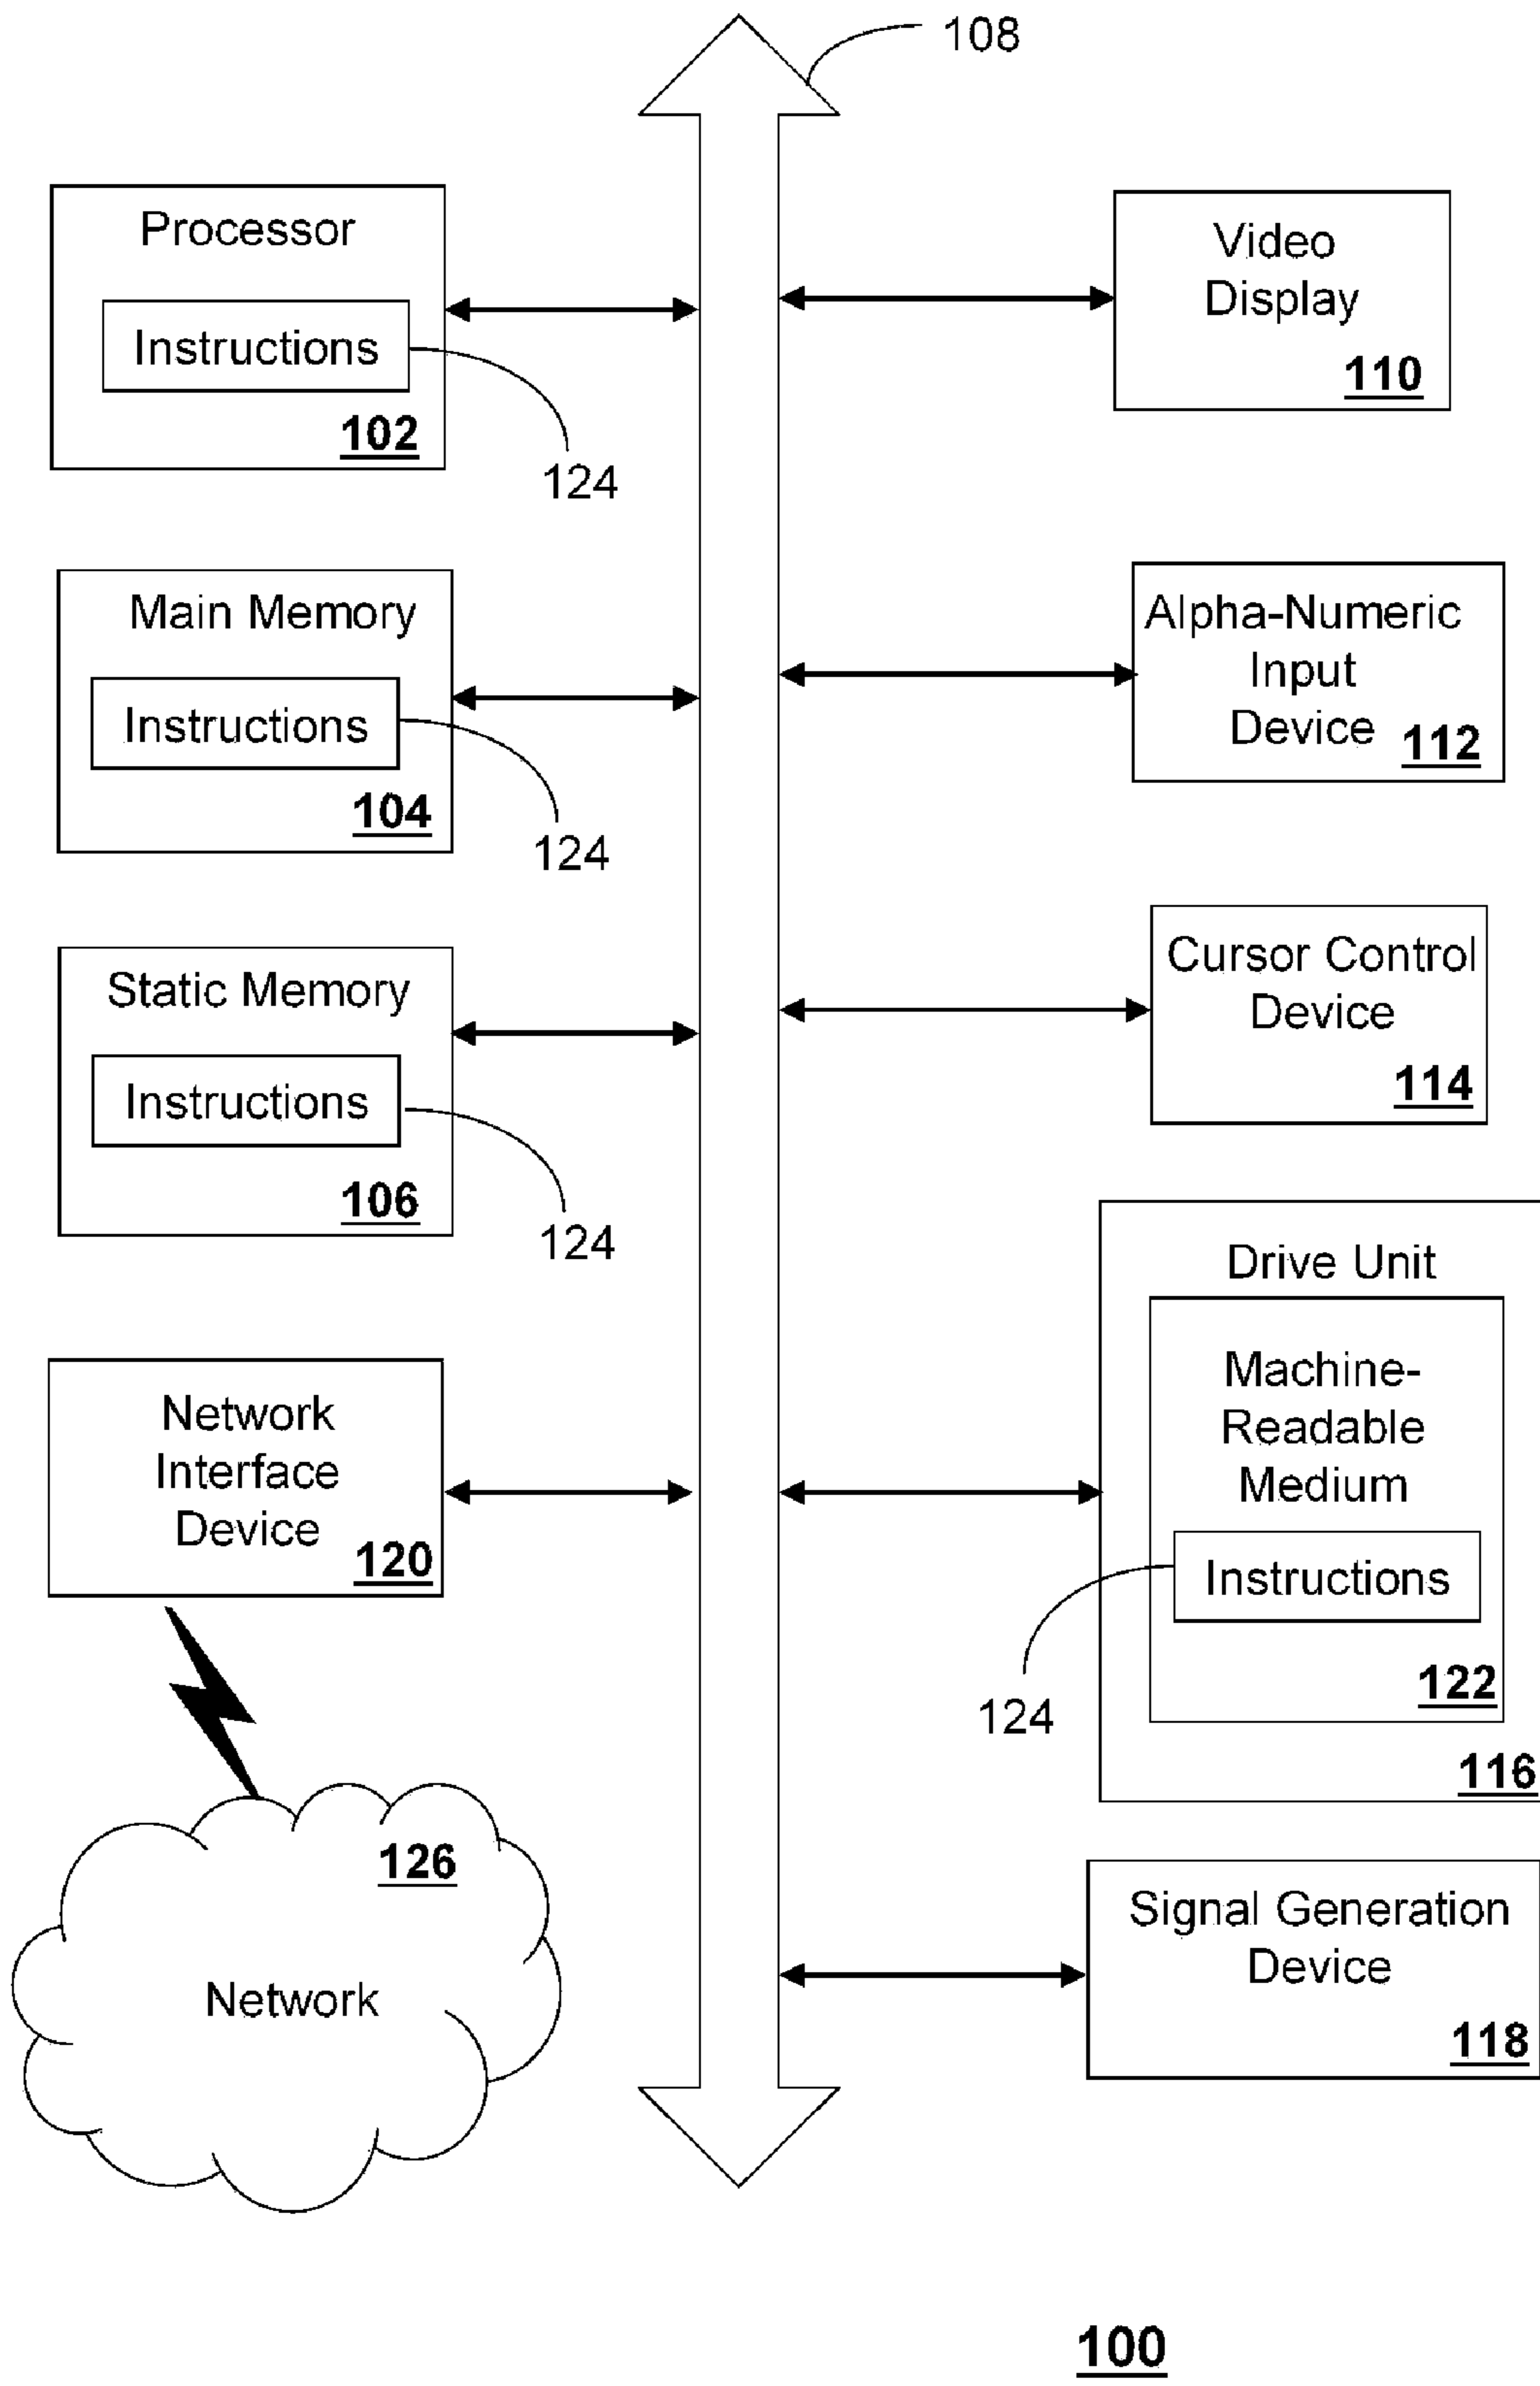 108
Processor
Instructions
102
124
Main Memory
Instructions
104
124
Static Memory
Instructions
106
124
Network
Interface
Device
120
126
Network
Video
Display
110
Alpha-Numeric
Input
Device
112
Cursor Control
Device
114
Drive Unit
Machine-
Readable
Medium
Instructions
122
124
116
Signal Generation
Device
118
100